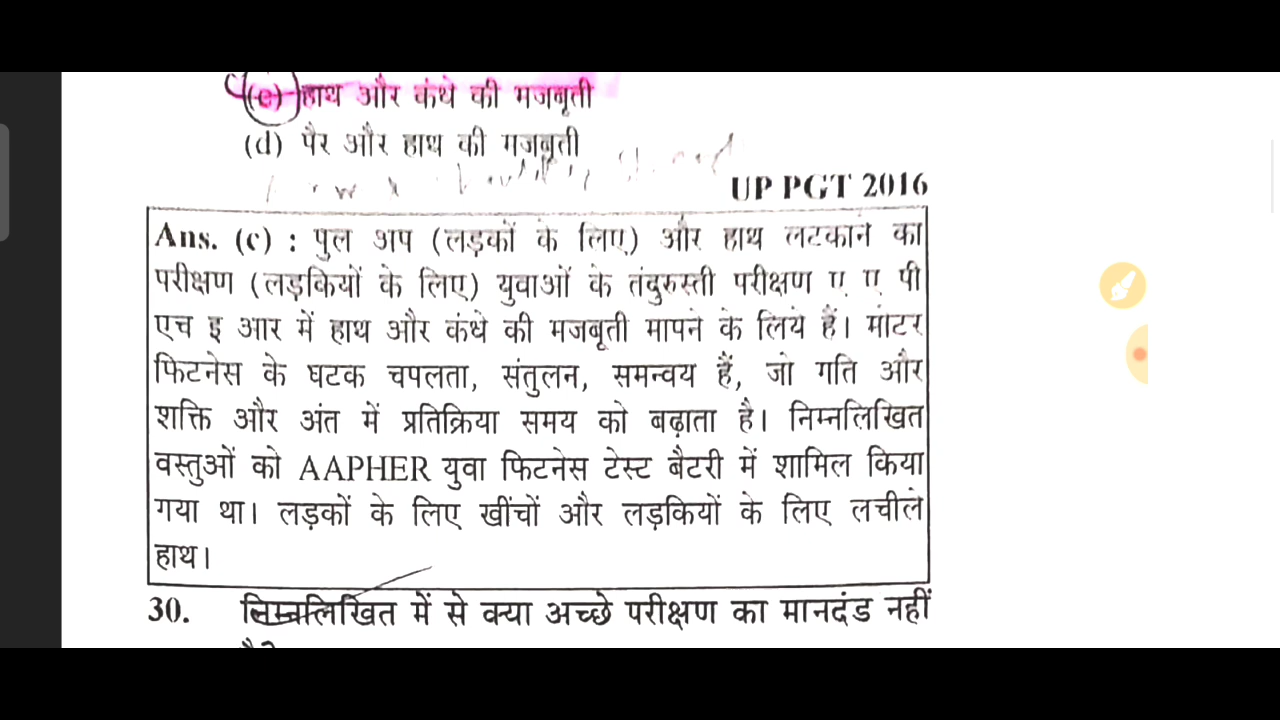 (c) हाथ और कंधे की मजबूती
(d) पैर और हाथ की मजबूती
UP PGT 2016
Ans. (c) : पुल अप (लड़कों के लिए) और हाथ लटकाने का
परीक्षण (लड़कियों के लिए) युवाओं के तंदुरुस्ती परीक्षण ए ए पी
एच इ आर में हाथ और कंधे की मजबूती मापने के लिये हैं। मोटर
फिटनेस के घटक चपलता, संतुलन, समन्वय हैं, जो गति और
शक्ति और अंत में प्रतिक्रिया समय को बढ़ाता है। निम्नलिखित
वस्तुओं को AAPHER युवा फिटनेस टेस्ट बैटरी में शामिल किया
गया था। लड़कों के लिए खींचों और लड़कियों के लिए लचीले
हाथ।
30. निम्नलिखित में से क्या अच्छे परीक्षण का मानदंड नहीं